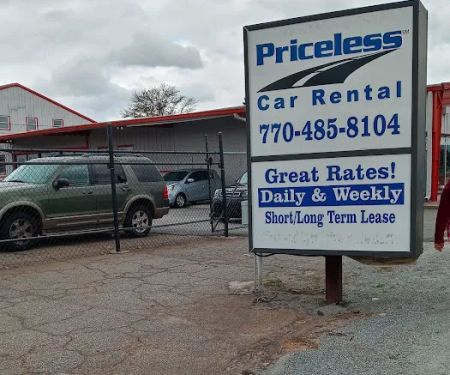 Priceless
Car Rental
770-485-8104
Great Rates!
Daily & Weekly
Short/Long Term Lease